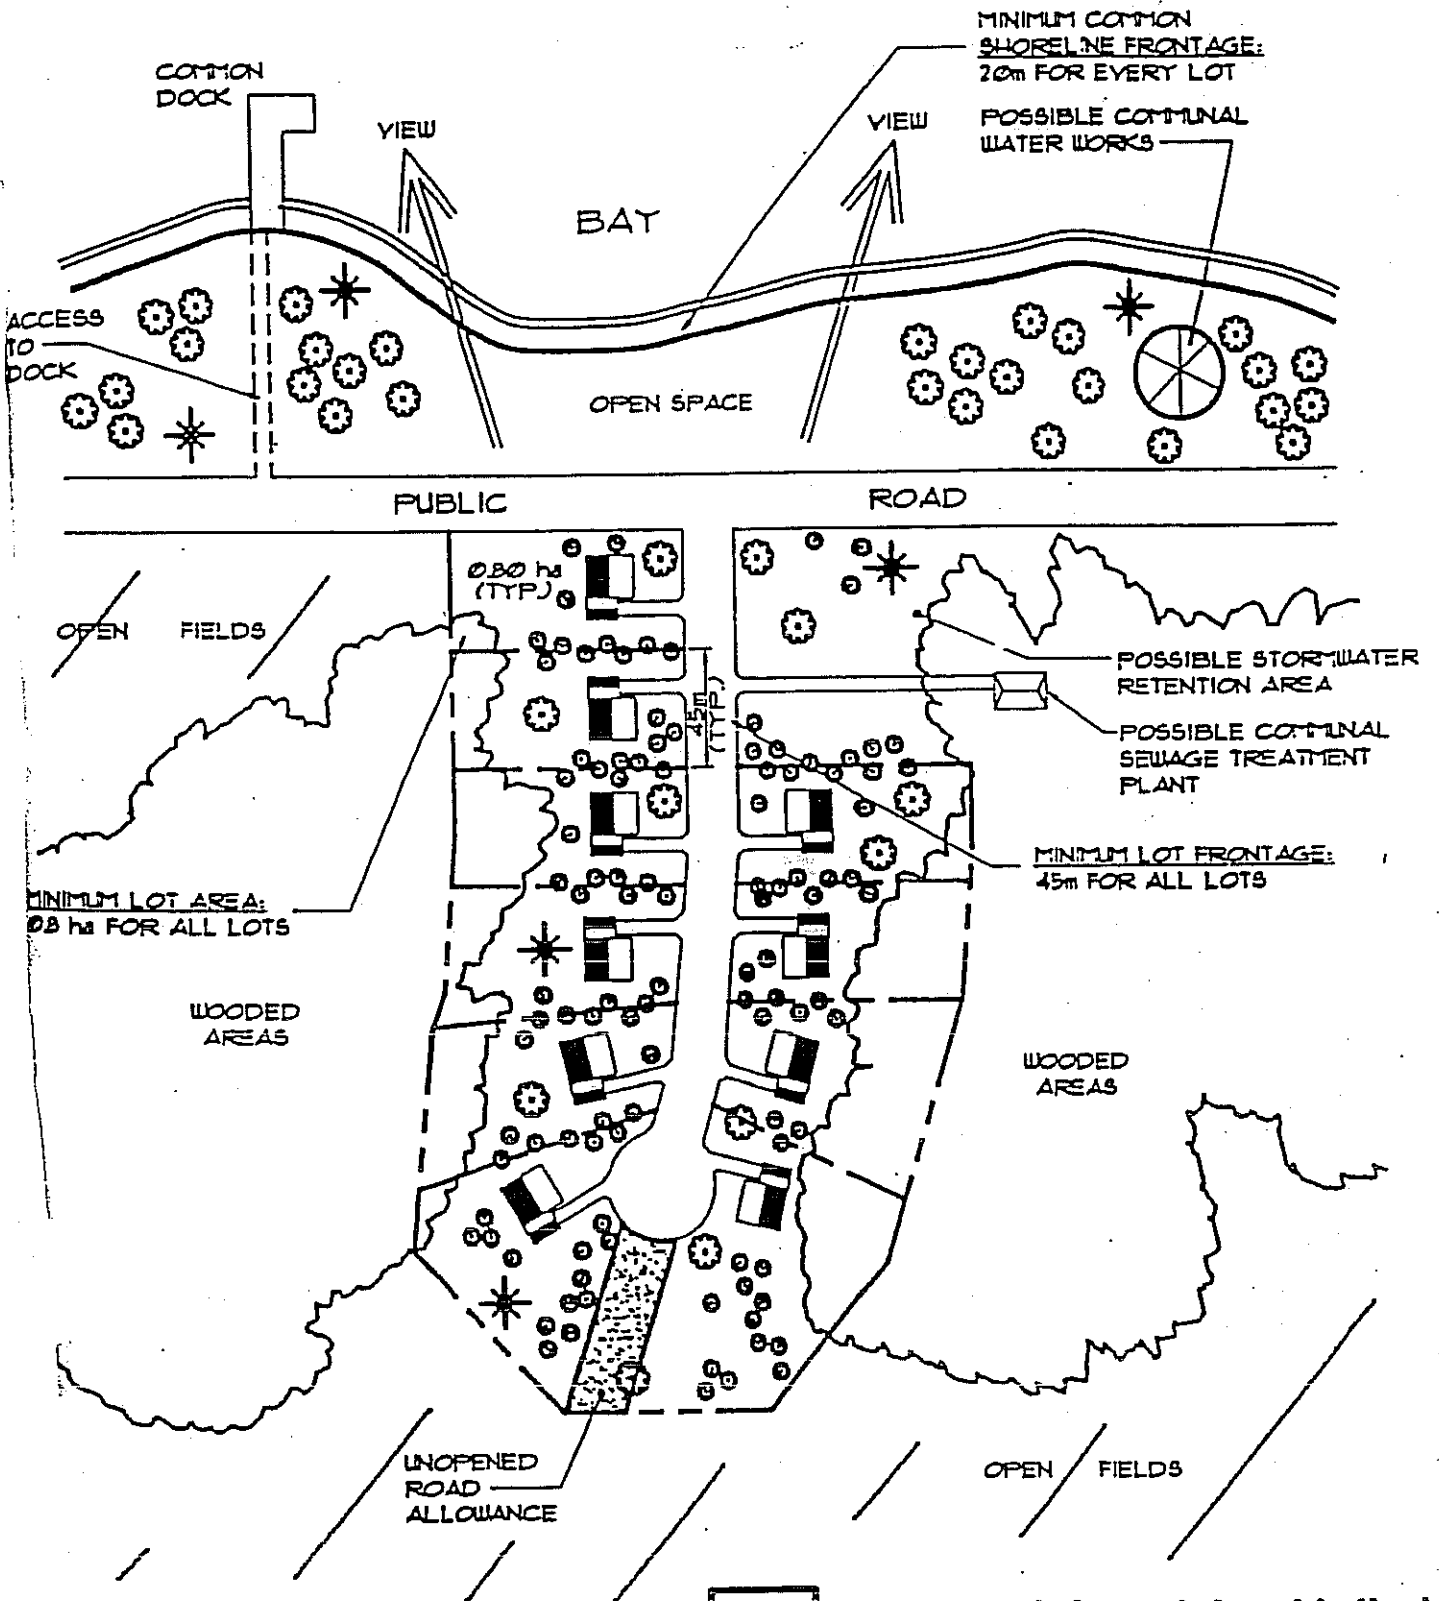 MINIMUM COMMON
SHORELINE FRONTAGE:
20m FOR EVERY LOT
COMMON
DOCK
VIEW
VIEW
POSSIBLE COMMUNAL
WATER WORKS
BAY
ACCESS
TO
DOCK
OPEN SPACE
PUBLIC ROAD
0.80 ha
(TYP.)
OPEN FIELDS
45m
(TYP.)
POSSIBLE STORMWATER
RETENTION AREA
POSSIBLE COMMUNAL
SEWAGE TREATMENT
PLANT
MINIMUM LOT FRONTAGE:
45m FOR ALL LOTS
MINIMUM LOT AREA:
0.8 ha FOR ALL LOTS
WOODED
AREAS
WOODED
AREAS
UNOPENED
ROAD
ALLOWANCE
OPEN FIELDS